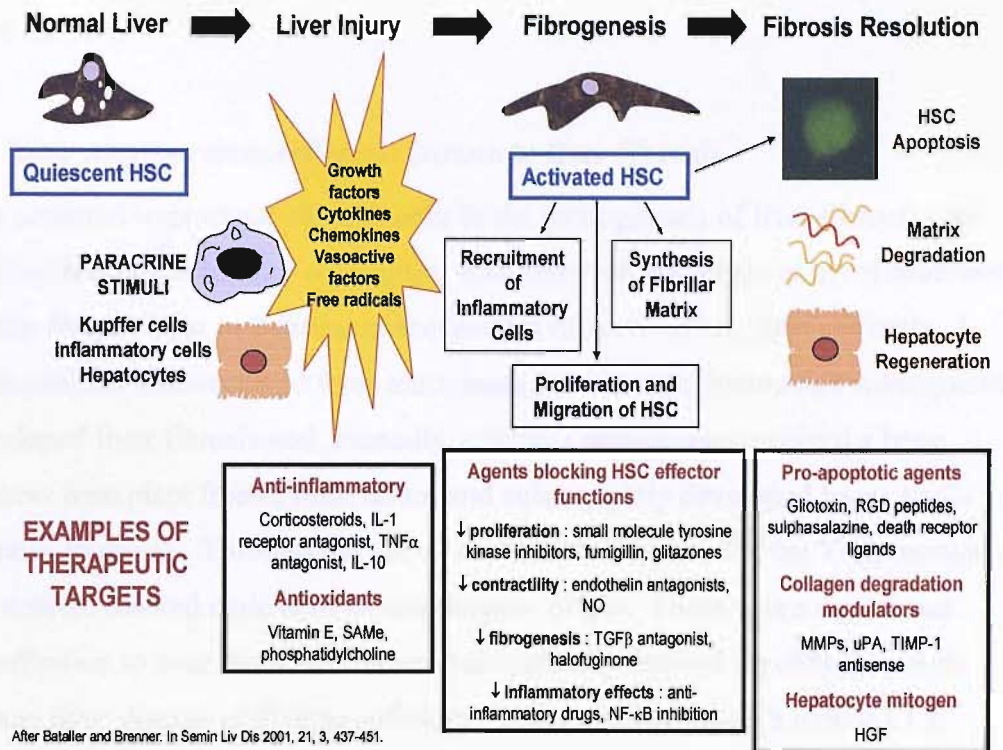 Normal Liver
Liver Injury
Fibrogenesis
Fibrosis Resolution
Quiescent HSC
PARACRINE
STIMULI
Kupffer cells
Inflammatory cells
Hepatocytes
Growth
factors
Cytokines
Chemokines
Vasoactive
factors
Free radicals
Activated HSC
Recruitment
of
Inflammatory
Cells
Synthesis
of Fibrillar
Matrix
Proliferation and
Migration of HSC
HSC
Apoptosis
Matrix
Degradation
Hepatocyte
Regeneration
EXAMPLES OF
THERAPEUTIC
TARGETS
Anti-inflammatory
Corticosteroids, IL-1
receptor antagonist, TNFα
antagonist, IL-10
Antioxidants
Vitamin E, SAMe,
phosphatidylcholine
Agents blocking HSC effector
functions
↓ proliferation : small molecule tyrosine
kinase inhibitors, fumigillin, glitazones
↓ contractility : endothelin antagonists,
NO
↓ fibrogenesis : TGFβ antagonist,
halofuginone
↓ Inflammatory effects : anti-
inflammatory drugs, NF-κB inhibition
Pro-apoptotic agents
Gliotoxin, RGD peptides,
sulphasalazine, death receptor
ligands
Collagen degradation
modulators
MMPs, uPA, TIMP-1
antisense
Hepatocyte mitogen
HGF
After Bataller and Brenner. In Semin Liv Dis 2001, 21, 3, 437-451.